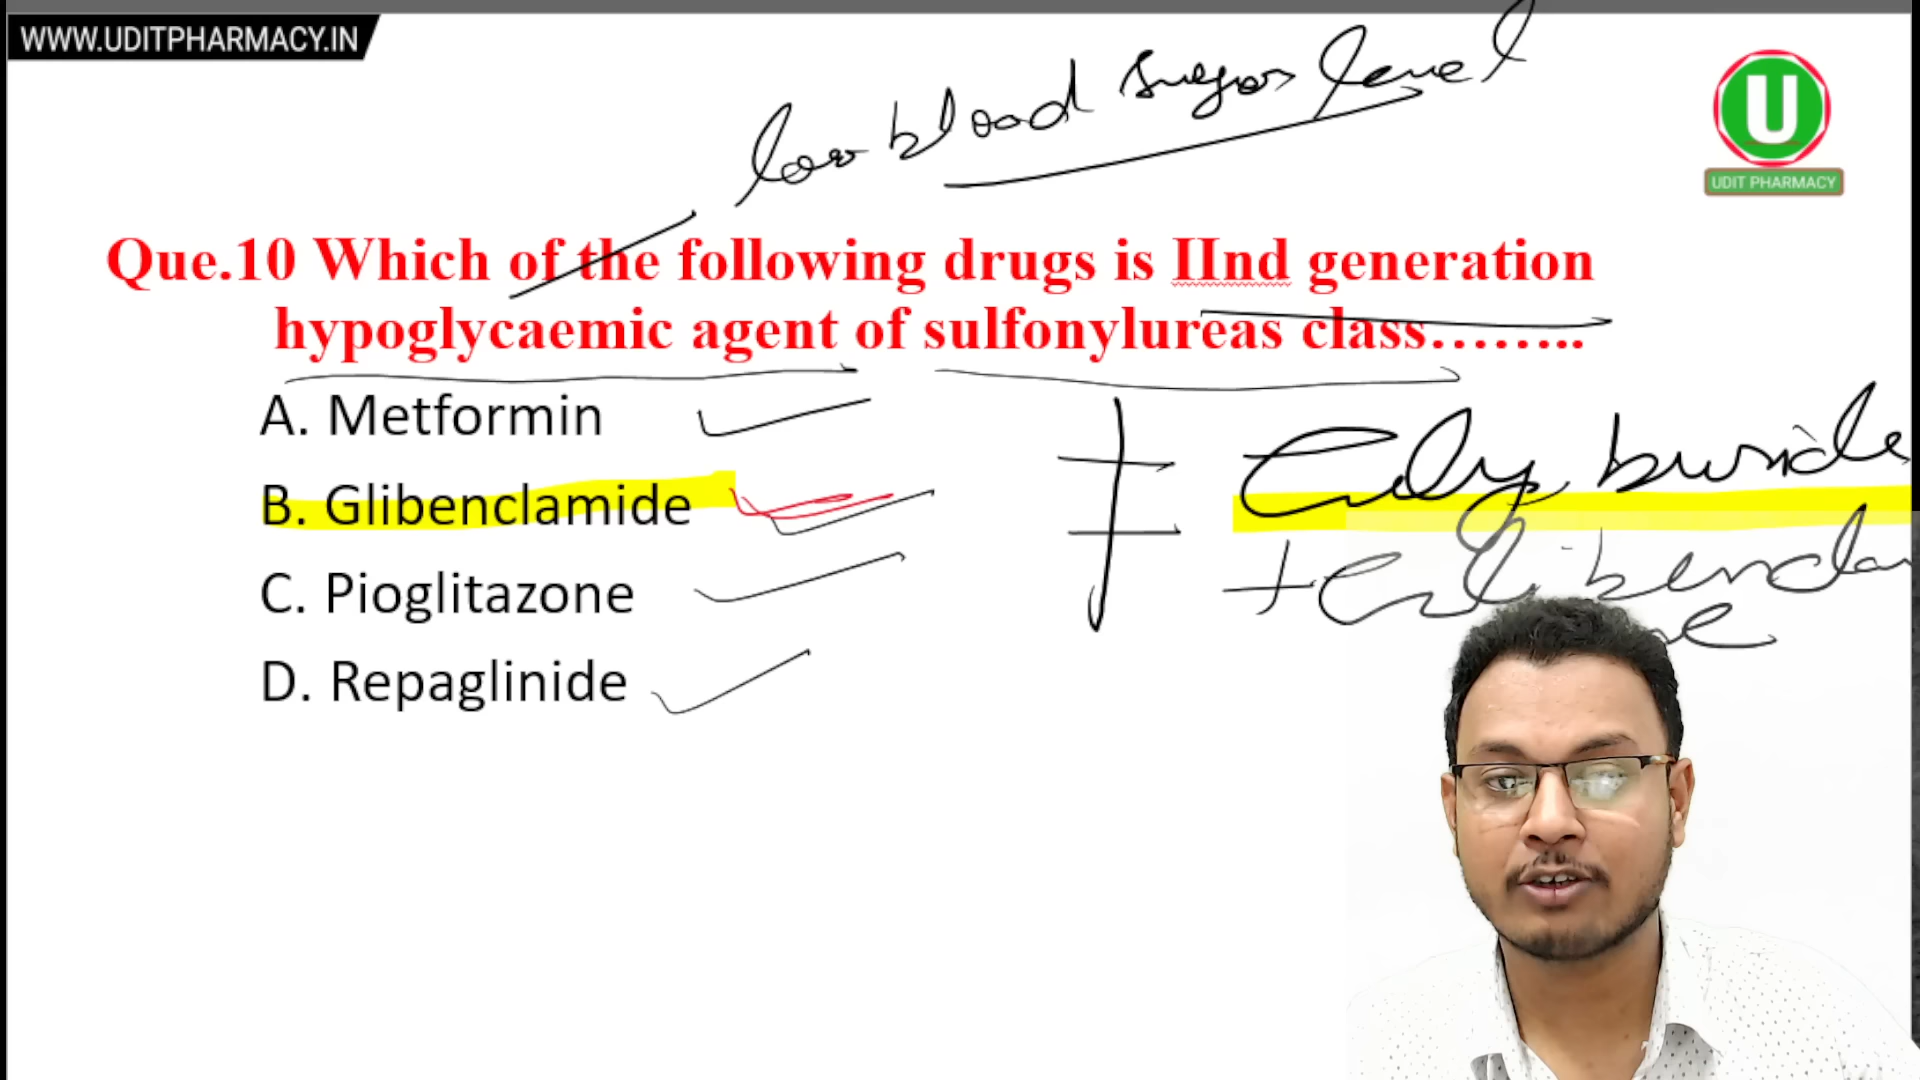 WWW.UDITPHARMACY.IN
low blood sugar level
U
UDIT PHARMACY
Que.10 Which of the following drugs is IInd generation
hypoglycaemic agent of sulfonylureas class……..
A. Metformin
B. Glibenclamide
C. Pioglitazone
D. Repaglinide
Glyburide